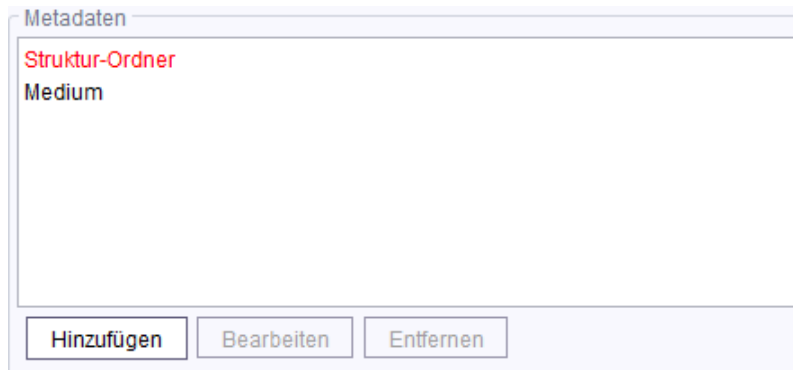 Metadaten
Struktur-Ordner
Medium
Hinzufügen Bearbeiten Entfernen